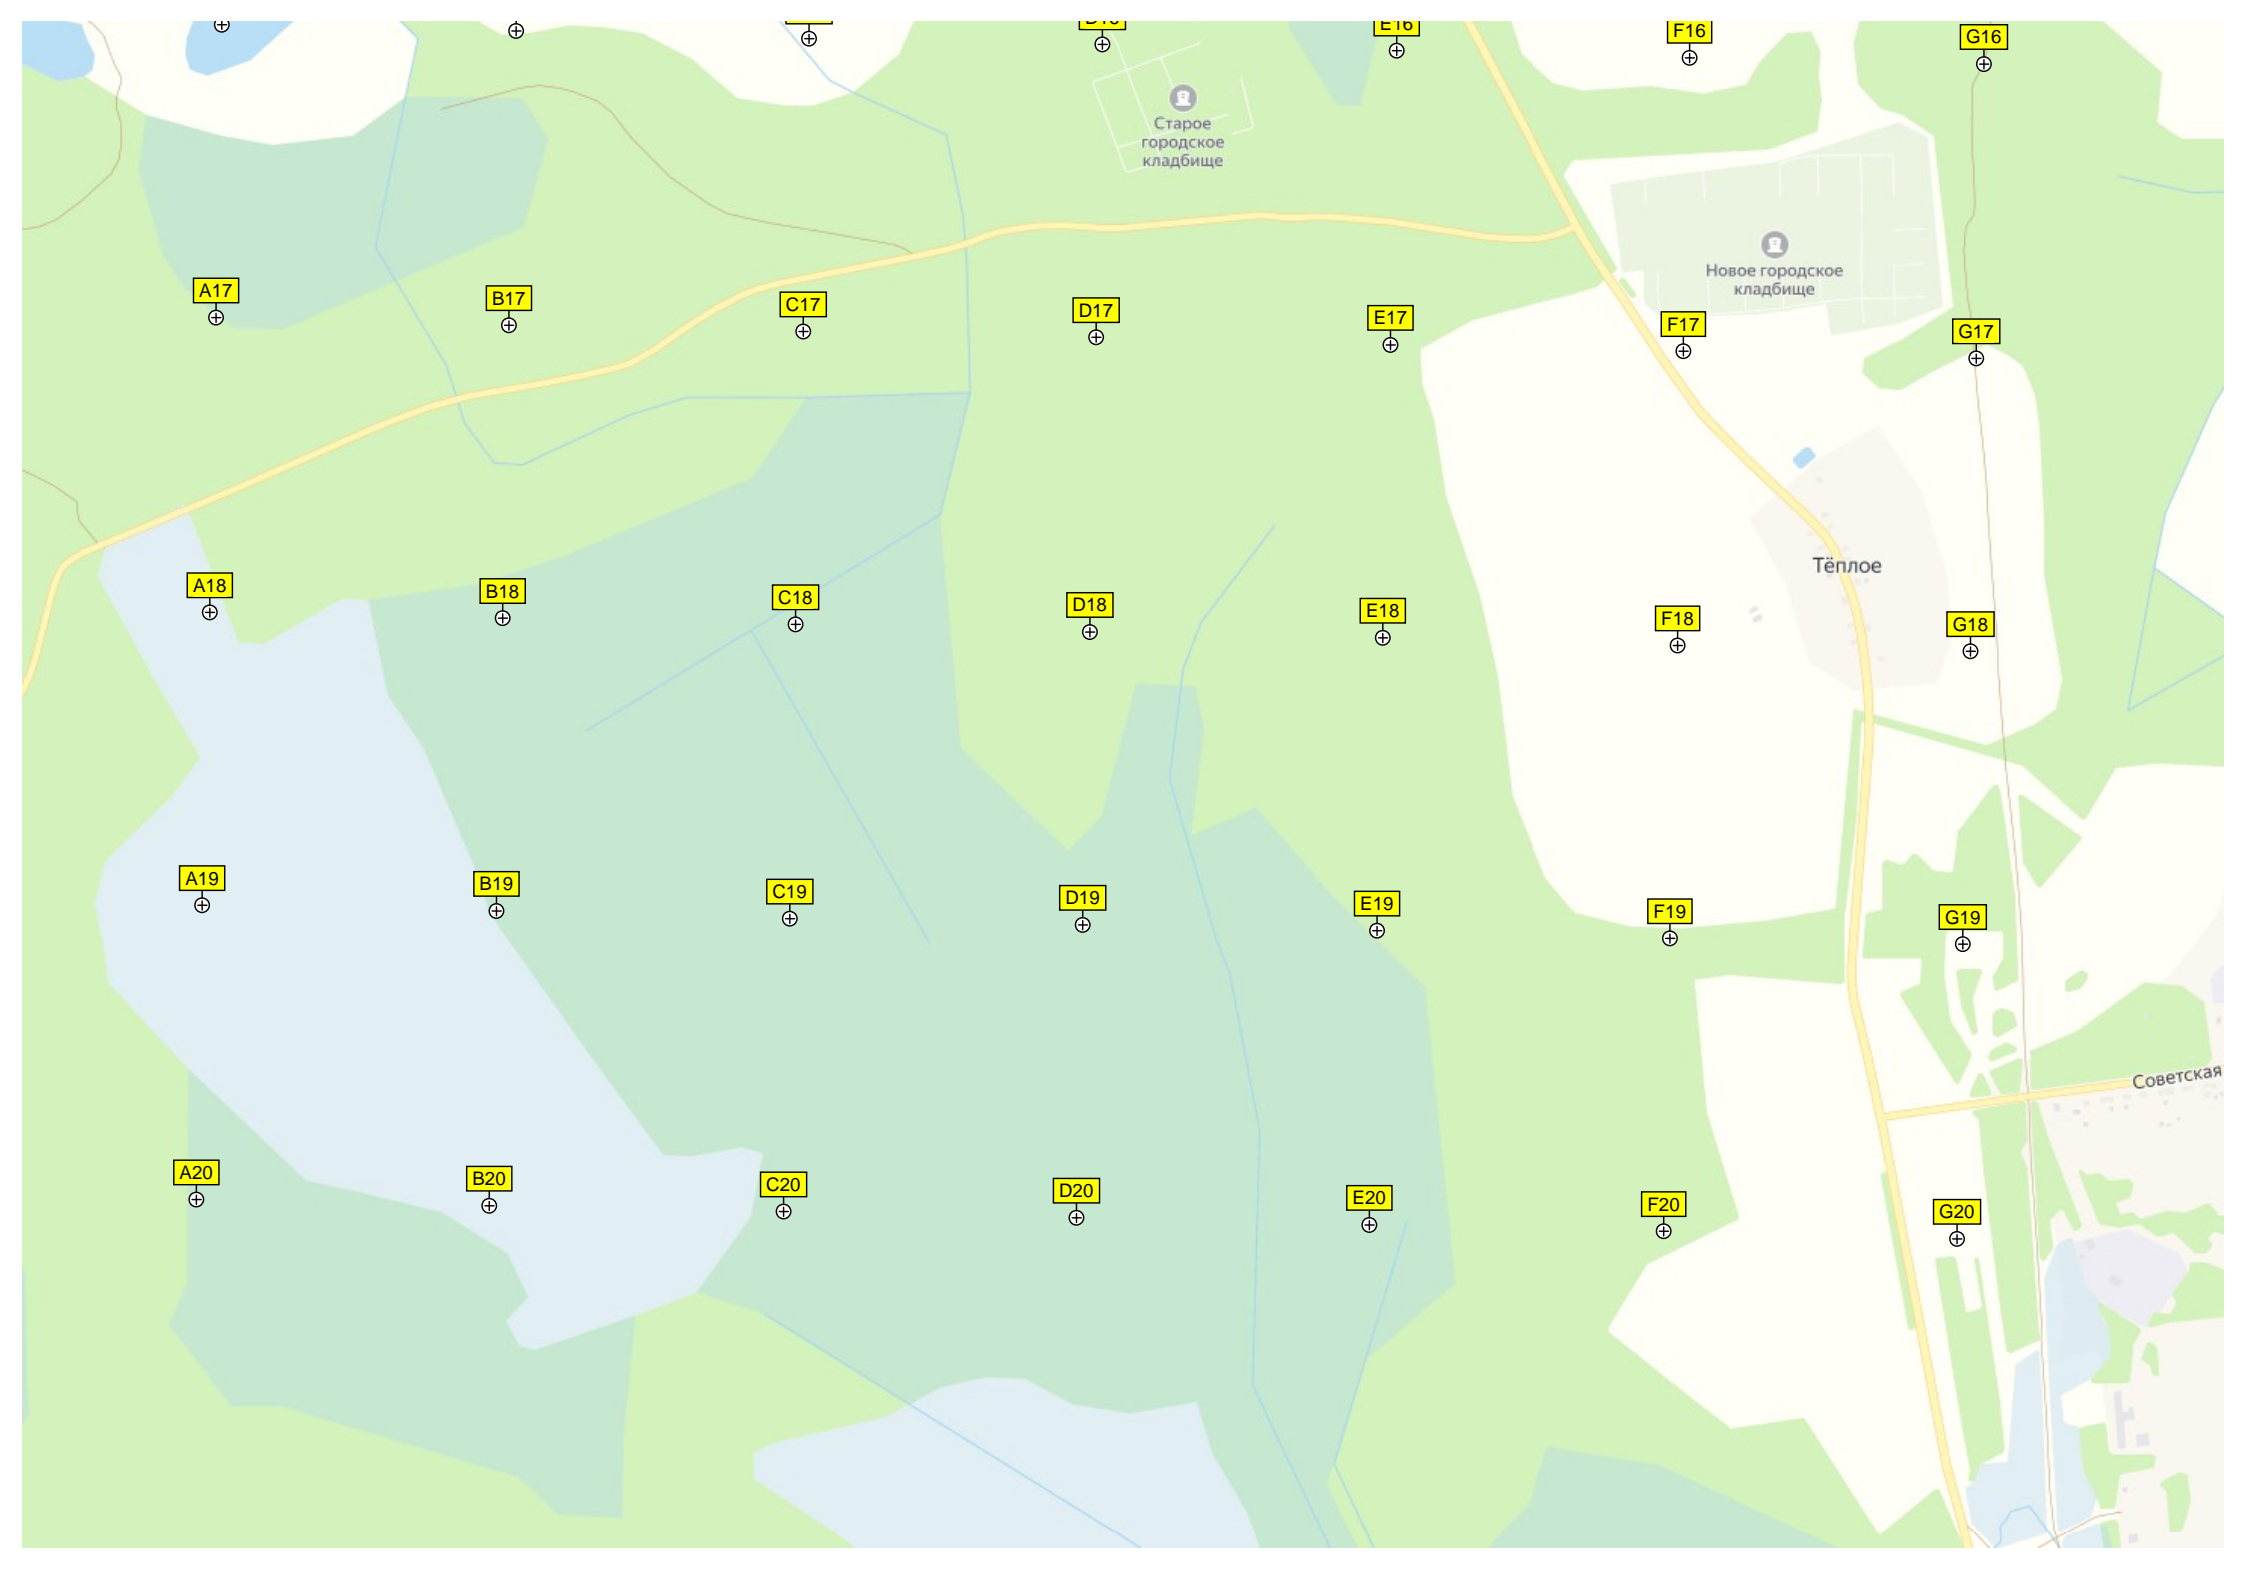 E16
F16
G16
Старое
городское
кладбище
Новое городское
кладбище
A17
B17
C17
D17
E17
F17
G17
Тёплое
A18
B18
C18
D18
E18
F18
G18
A19
B19
C19
D19
E19
F19
G19
Советская
A20
B20
C20
D20
E20
F20
G20